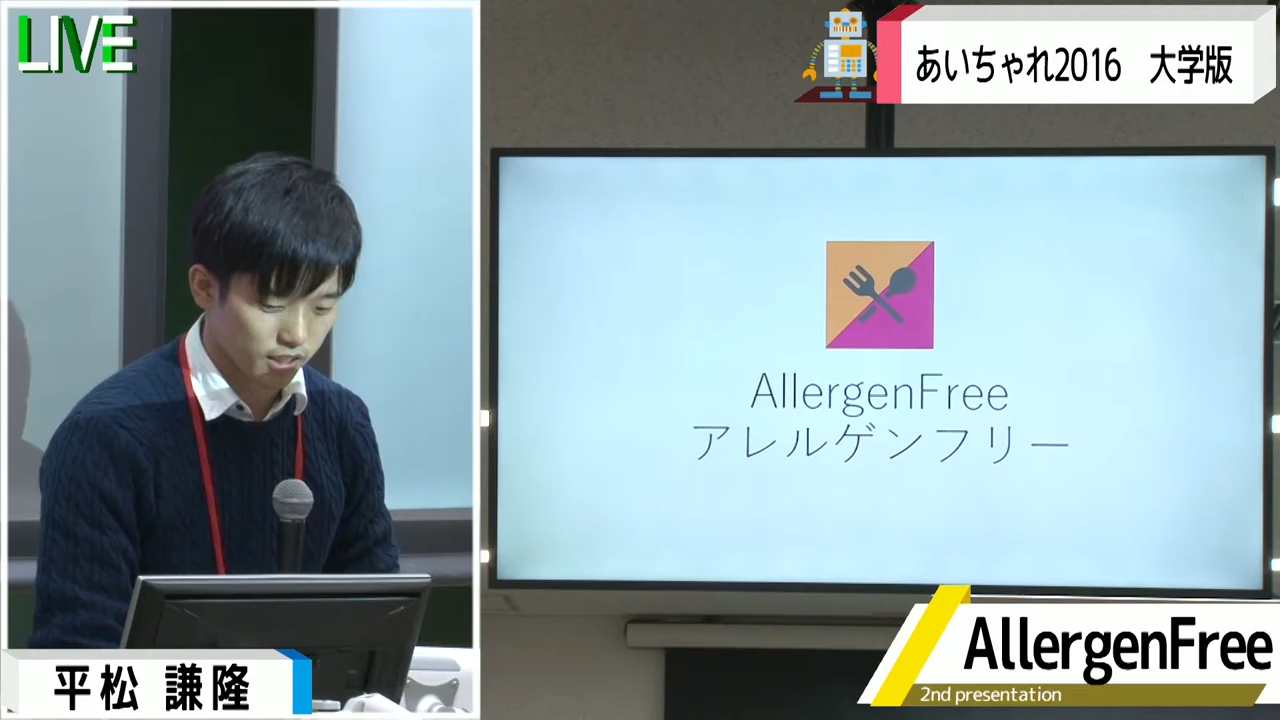 LIVE
あいちゃれ2016 大学版
AllergenFree
アレルゲンフリー
平松 謙隆
AllergenFree
2nd presentation